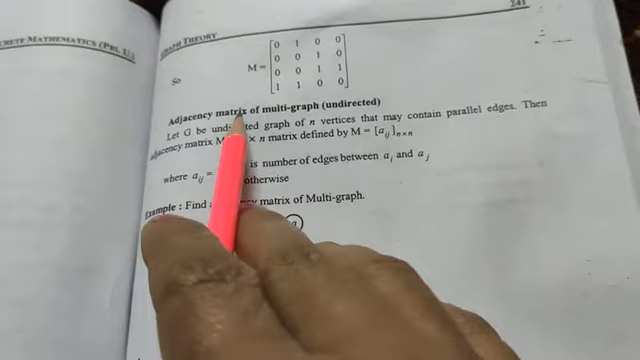 CRETE MATHEMATICS (PBI. U.)
GRAPH THEORY
241
So
M =
0 1 0 0
0 0 1 0
0 0 1 1
1 1 0 0
Adjacency matrix of multi-graph (undirected)
Let G be undirected graph of n vertices that may contain parallel edges. Then
adjacency matrix M × n matrix defined by M = [aij]n×n
where aij = is number of edges between ai and aj
otherwise
Example : Find matrix of Multi-graph.